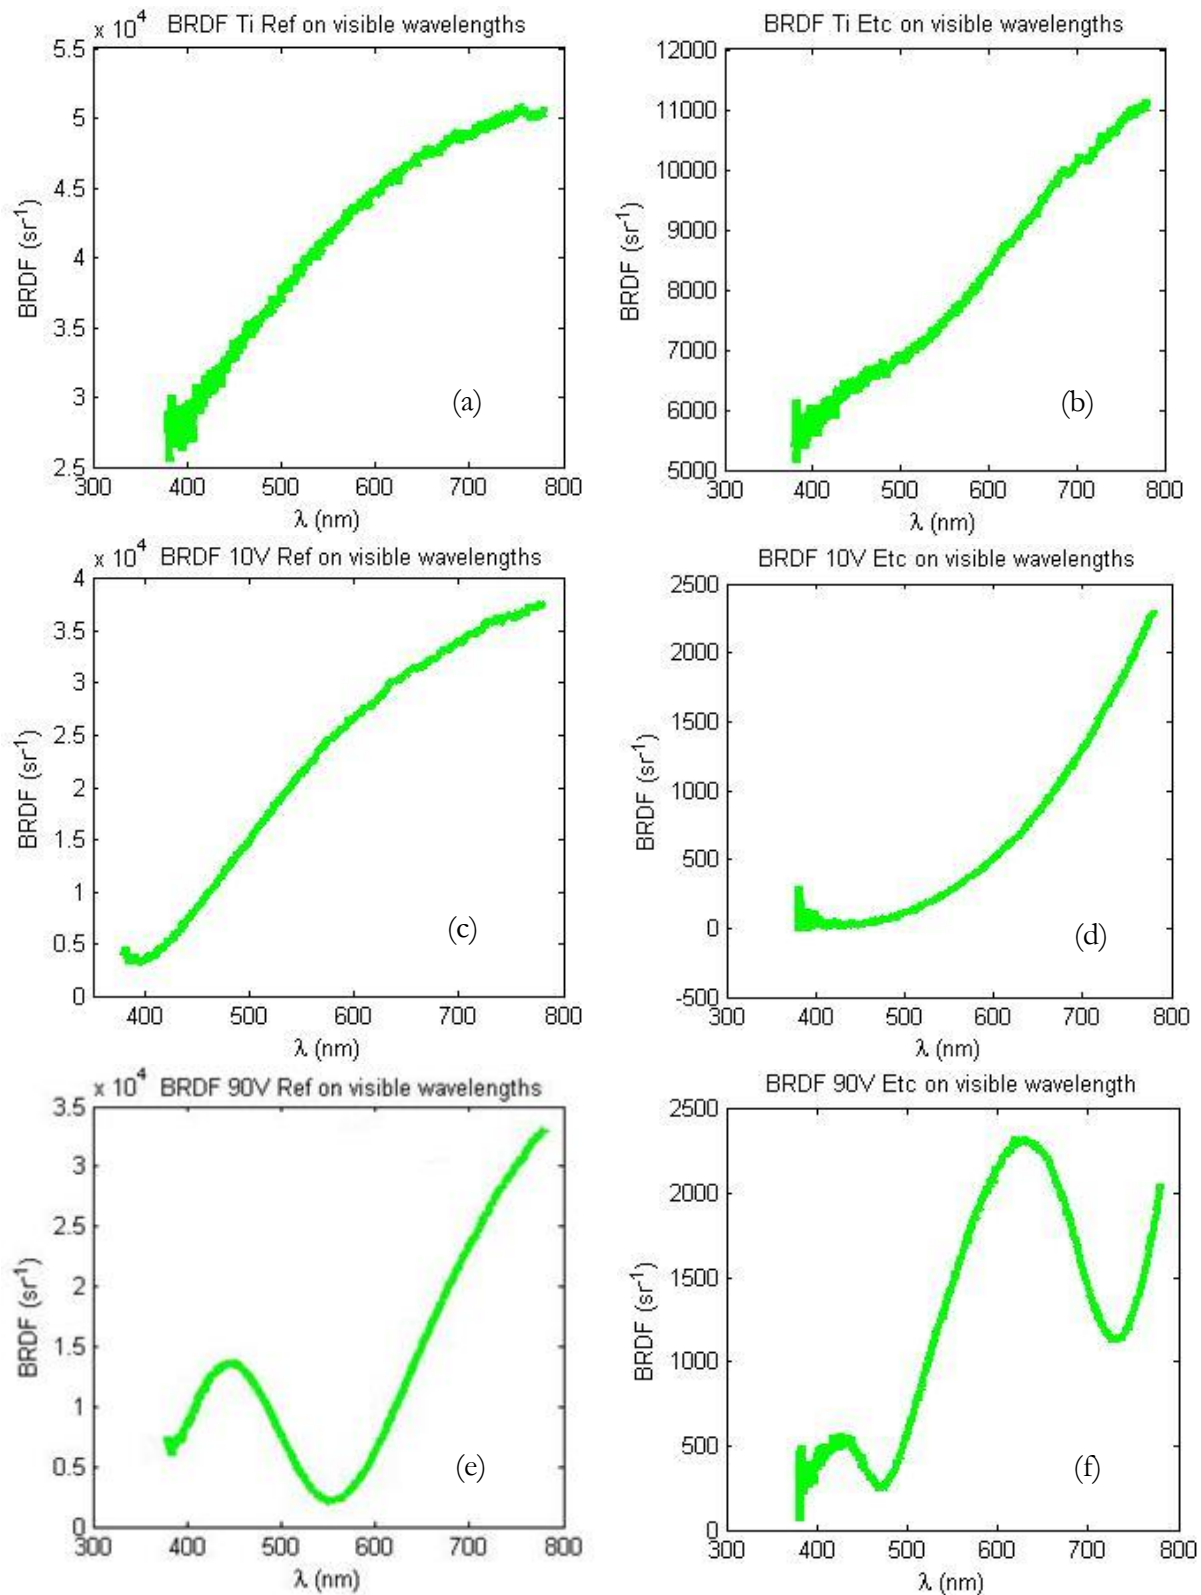 x 10^4 BRDF Ti Ref on visible wavelengths
5.5
5
4.5
4
3.5
3
2.5
BRDF (sr^-1)
(a)
300 400 500 600 700 800
λ (nm)
BRDF Ti Etc on visible wavelengths
12000
11000
10000
9000
8000
7000
6000
5000
BRDF (sr^-1)
(b)
300 400 500 600 700 800
λ (nm)
x 10^4 BRDF 10V Ref on visible wavelengths
4
3.5
3
2.5
2
1.5
1
0.5
0
BRDF (sr^-1)
(c)
400 500 600 700 800
λ (nm)
BRDF 10V Etc on visible wavelengths
2500
2000
1500
1000
500
0
-500
BRDF (sr^-1)
(d)
300 400 500 600 700 800
λ (nm)
x 10^4 BRDF 90V Ref on visible wavelengths
3.5
3
2.5
2
1.5
1
0.5
0
BRDF (sr^-1)
(e)
300 400 500 600 700 800
λ (nm)
BRDF 90V Etc on visible wavelength
2500
2000
1500
1000
500
0
BRDF (sr^-1)
(f)
300 400 500 600 700 800
λ (nm)